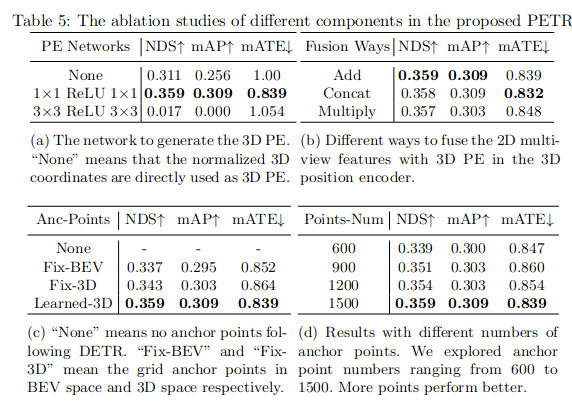 Table 5: The ablation studies of different components in the proposed PETR
PE Networks NDS↑ mAP↑ mATE↓
None 0.311 0.256 1.00
1×1 ReLU 1×1 0.359 0.309 0.839
3×3 ReLU 3×3 0.017 0.000 1.054
(a) The network to generate the 3D PE.
“None” means that the normalized 3D
coordinates are directly used as 3D PE.
Fusion Ways NDS↑ mAP↑ mATE↓
Add 0.359 0.309 0.839
Concat 0.358 0.309 0.832
Multiply 0.357 0.303 0.848
(b) Different ways to fuse the 2D multi-
view features with 3D PE in the 3D
position encoder.
Anc-Points NDS↑ mAP↑ mATE↓
None - - -
Fix-BEV 0.337 0.295 0.852
Fix-3D 0.343 0.303 0.864
Learned-3D 0.359 0.309 0.839
(c) “None” means no anchor points fol-
lowing DETR. “Fix-BEV” and “Fix-
3D” mean the grid anchor points in
BEV space and 3D space respectively.
Points-Num NDS↑ mAP↑ mATE↓
600 0.339 0.300 0.847
900 0.351 0.303 0.860
1200 0.354 0.303 0.854
1500 0.359 0.309 0.839
(d) Results with different numbers of
anchor points. We explored anchor
point numbers ranging from 600 to
1500. More points perform better.